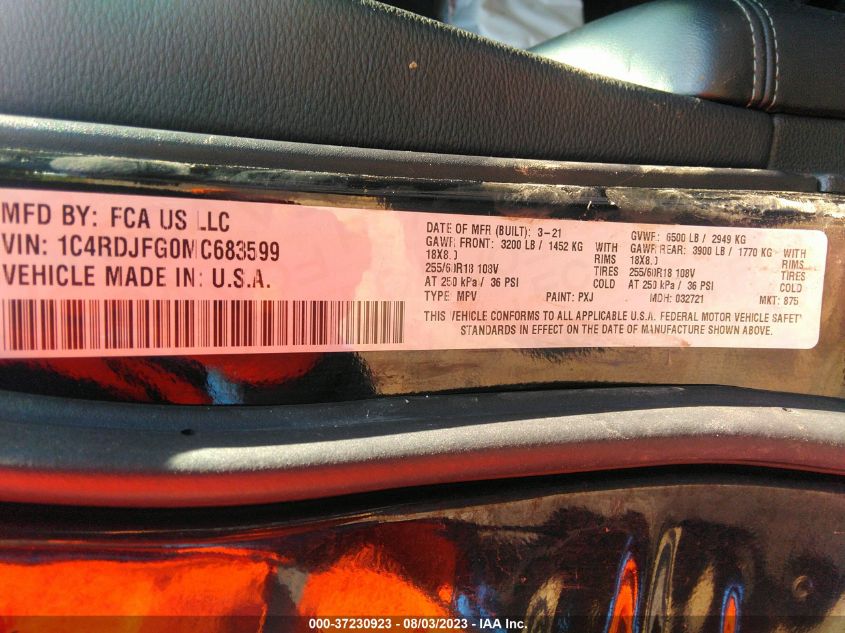 MFD BY: FCA US LLC
VIN: 1C4RDJFG0MC683599
VEHICLE MADE IN: U.S.A.
DATE OF MFR (BUILT): 3-21 GVWR: 6500 LB / 2949 KG
GAWR FRONT: 3200 LB / 1452 KG WITH GAWR REAR: 3900 LB / 1770 KG WITH
18X8.0 RIMS 18X8.0 RIMS
255/60R18 108V TIRES 255/60R18 108V TIRES
AT 250 kPa / 36 PSI COLD AT 250 kPa / 36 PSI COLD
TYPE: MPV PAINT: PXJ MDH: 032721 MKT: 875
THIS VEHICLE CONFORMS TO ALL APPLICABLE U.S.A. FEDERAL MOTOR VEHICLE SAFETY
STANDARDS IN EFFECT ON THE DATE OF MANUFACTURE SHOWN ABOVE.
000-37230923 - 08/03/2023 - IAA Inc.